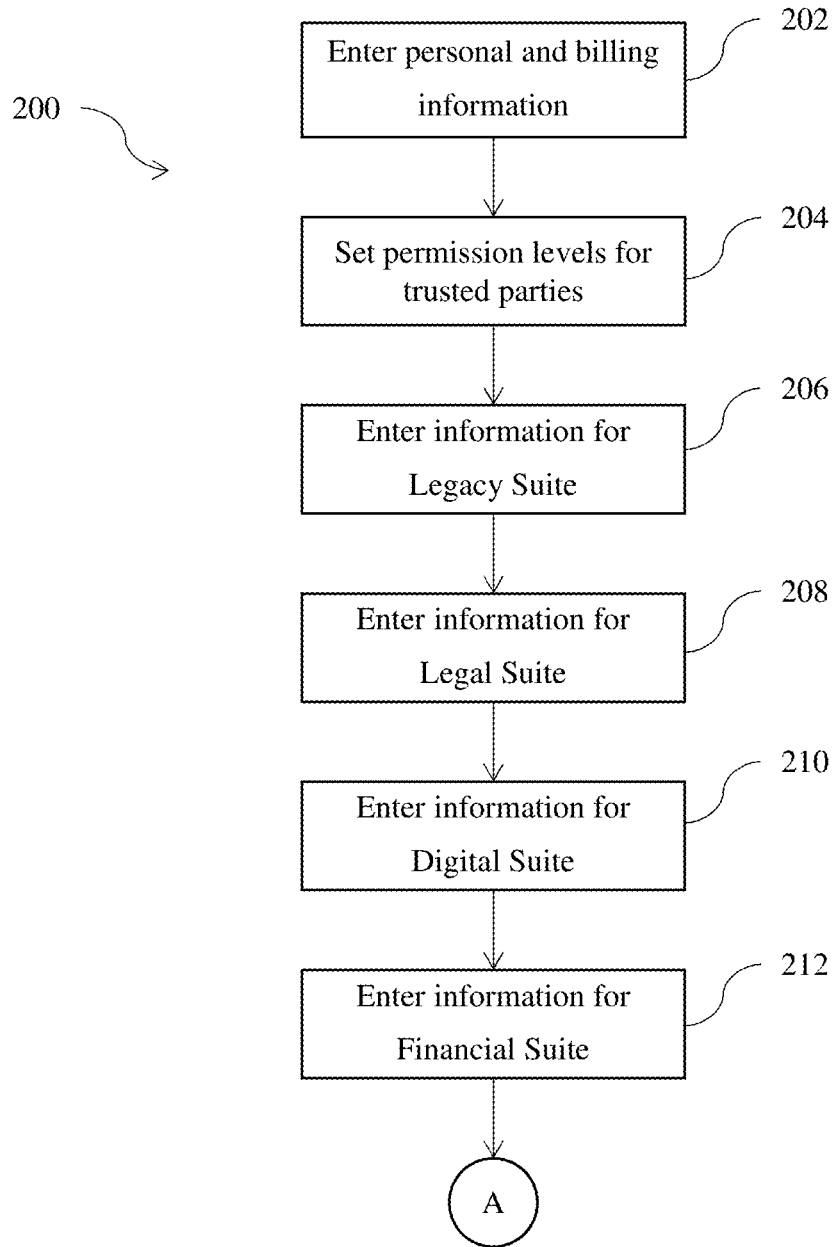 202
Enter personal and billing
information
200
204
Set permission levels for
trusted parties
206
Enter information for
Legacy Suite
208
Enter information for
Legal Suite
210
Enter information for
Digital Suite
212
Enter information for
Financial Suite
A